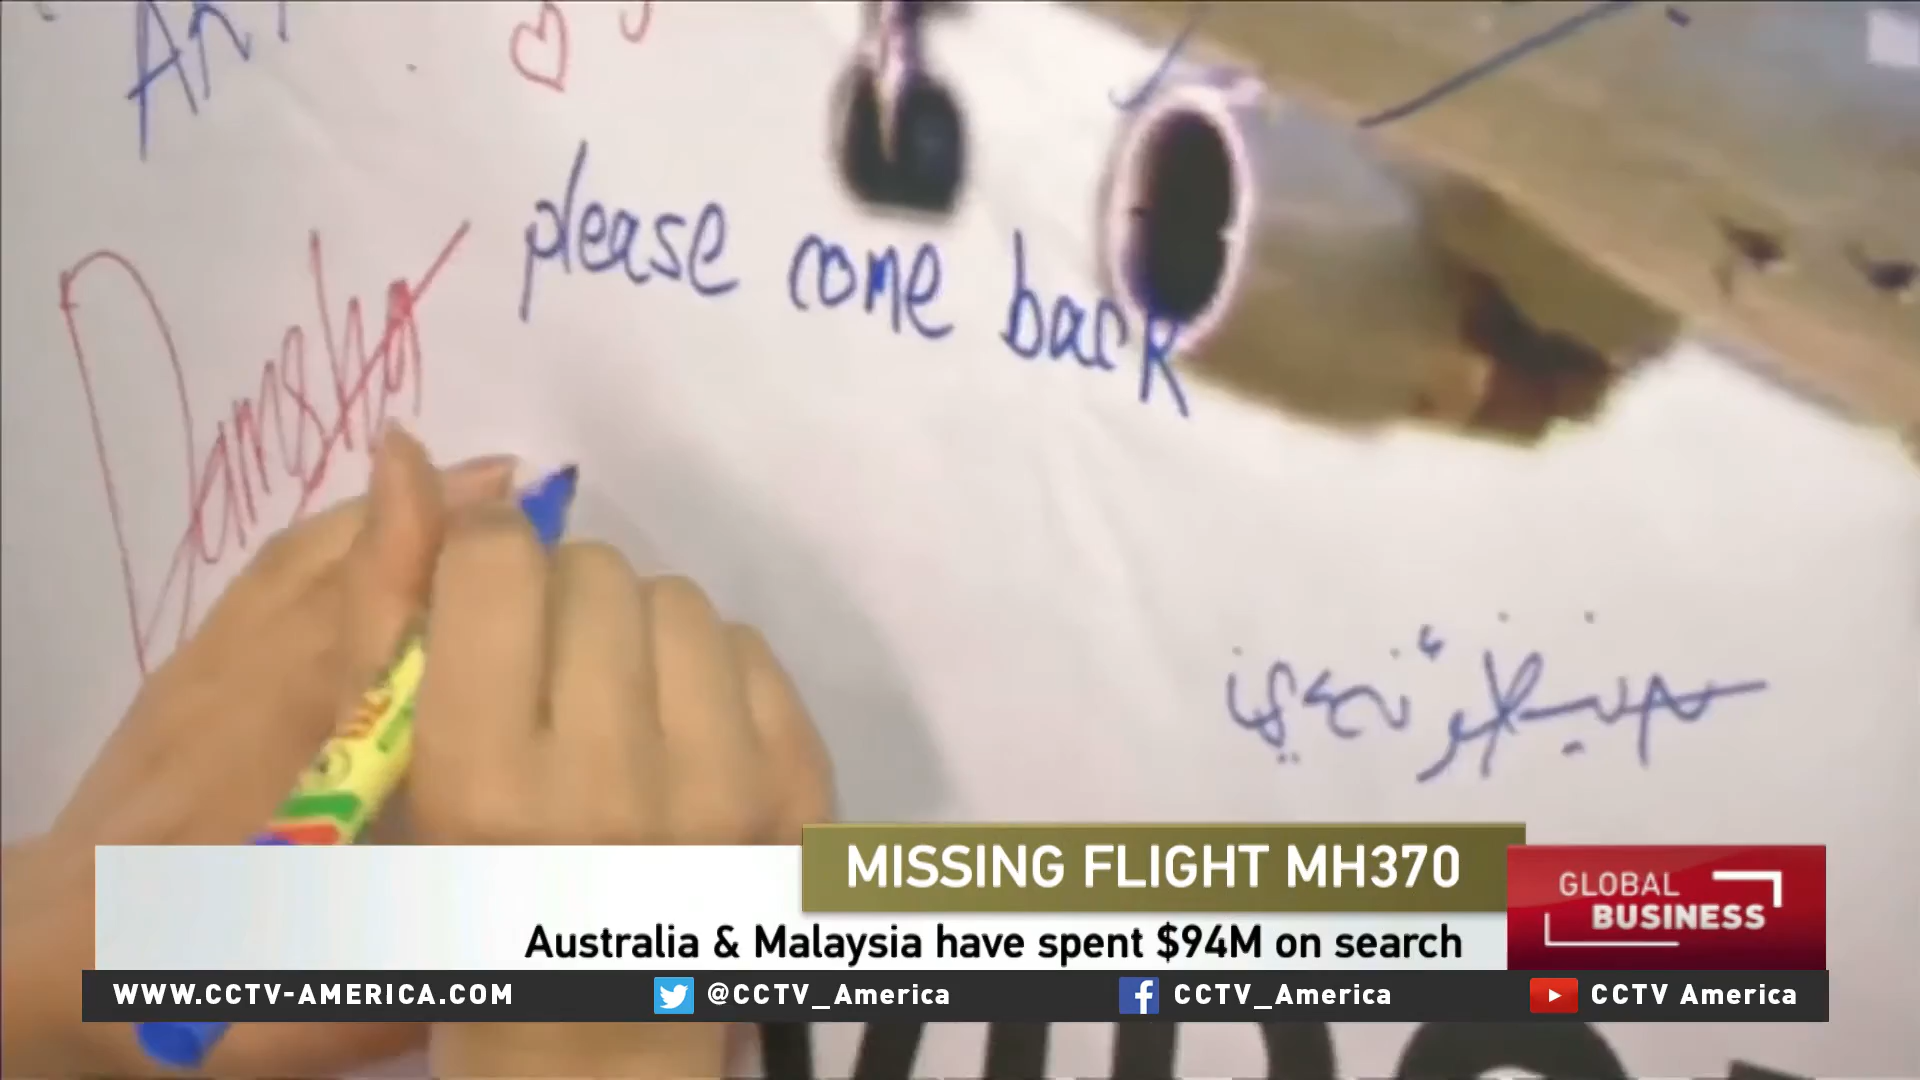 please come back
MISSING FLIGHT MH370
Australia & Malaysia have spent $94M on search
GLOBAL
BUSINESS
WWW.CCTV-AMERICA.COM
@CCTV_America
CCTV_America
CCTV America